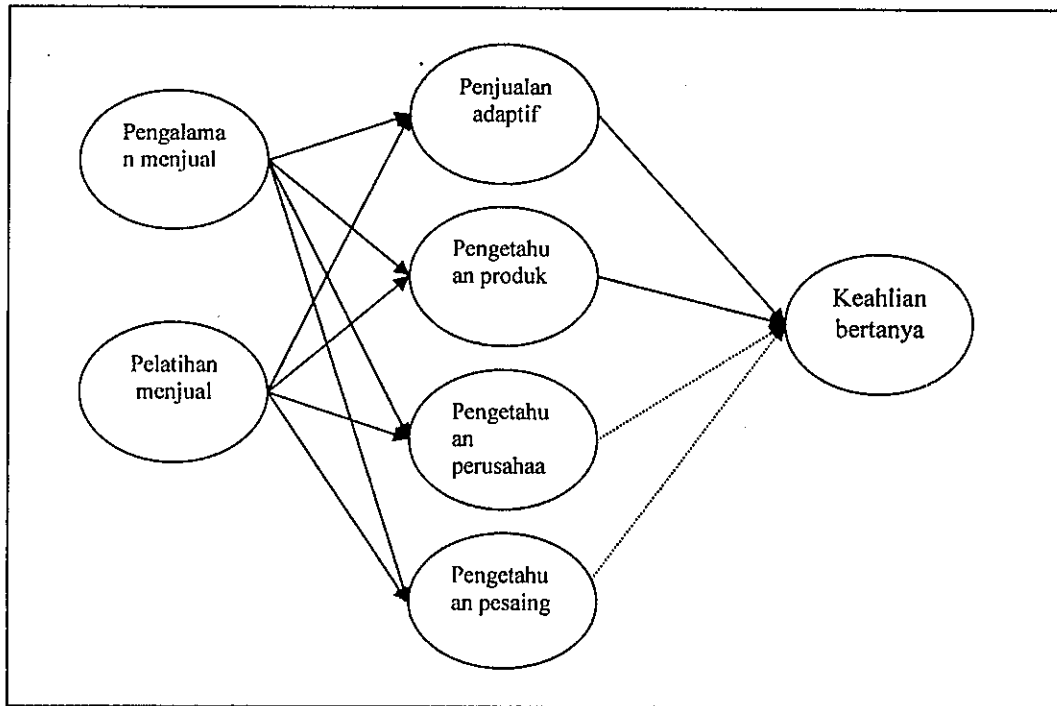 Penjualan
adaptif
Pengalama
n menjual
Pengetahu
an produk
Keahlian
bertanya
Pelatihan
menjual
Pengetahu
an
perusahaa
Pengetahu
an pesaing